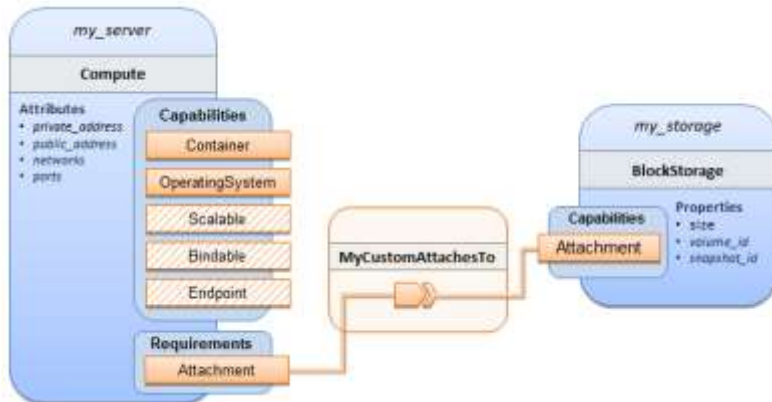 my_server
Compute
Attributes
• private_address
• public_address
• networks
• ports
Capabilities
Container
OperatingSystem
Scalable
Bindable
Endpoint
Requirements
Attachment
MyCustomAttachesTo
my_storage
BlockStorage
Capabilities
Attachment
Properties
• size
• volume_id
• snapshot_id